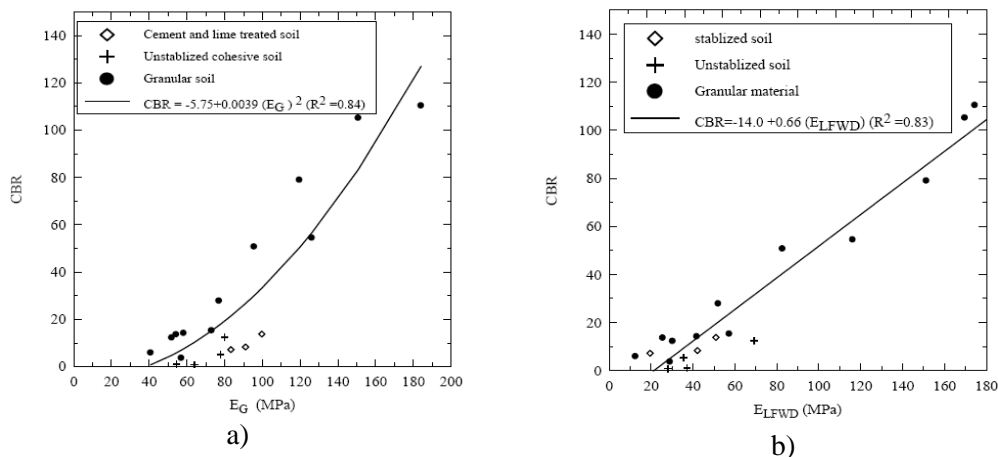 140
120
100
80
60
40
20
0
CBR
Cement and lime treated soil
Unstablized cohesive soil
Granular soil
CBR = -5.75+0.0039 (E_G) 2 (R2 =0.84)
0 20 40 60 80 100 120 140 160 180 200
E_G (MPa)
a)
140
120
100
80
60
40
20
0
CBR
stablized soil
Unstablized soil
Granular material
CBR=-14.0 +0.66 (E_LFWD) (R2 =0.83)
0 20 40 60 80 100 120 140 160 180
E_LFWD (MPa)
b)